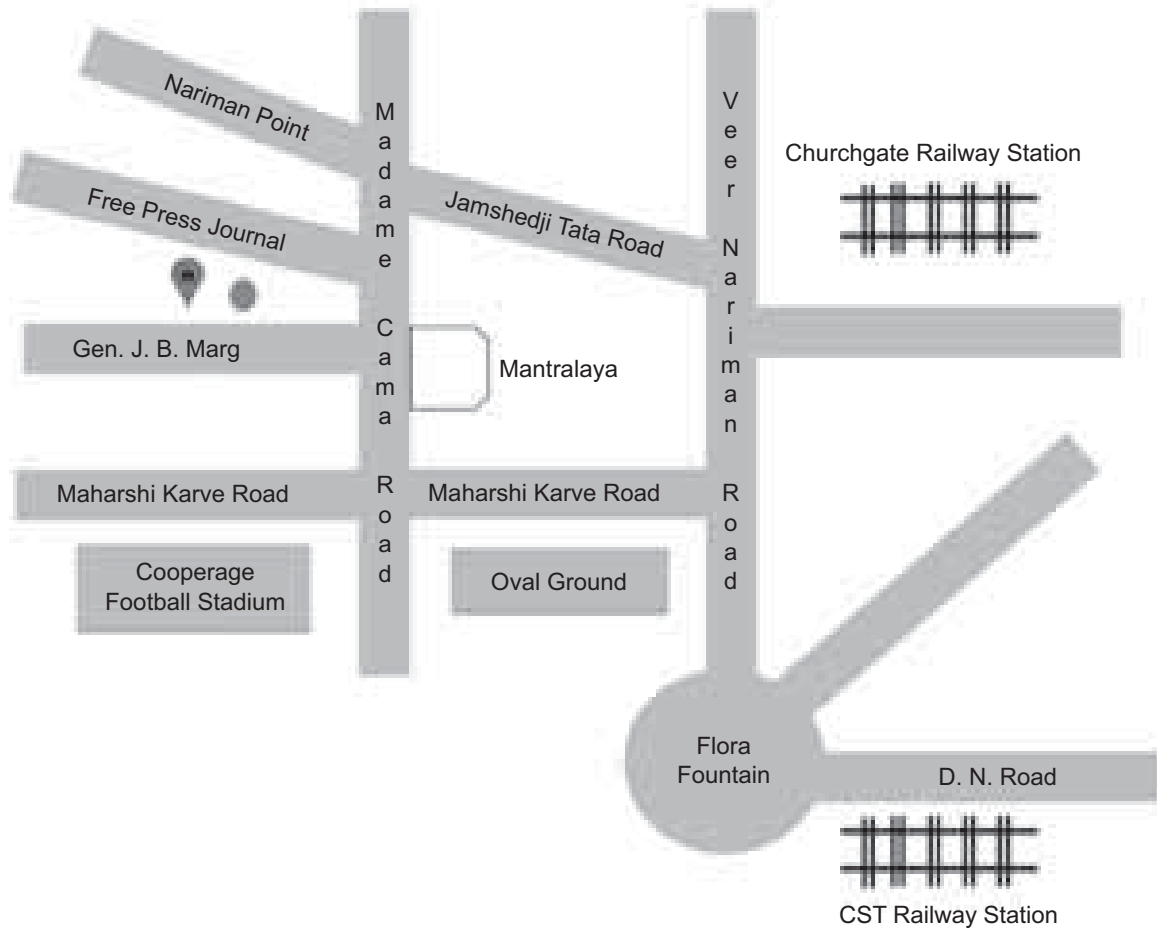 Nariman Point
Madame Cama Road
Veer Nariman Road
Churchgate Railway Station
Free Press Journal
Jamshedji Tata Road
Gen. J. B. Marg
Mantralaya
Maharshi Karve Road
Maharshi Karve Road
Cooperage
Football Stadium
Oval Ground
Flora
Fountain
D. N. Road
CST Railway Station